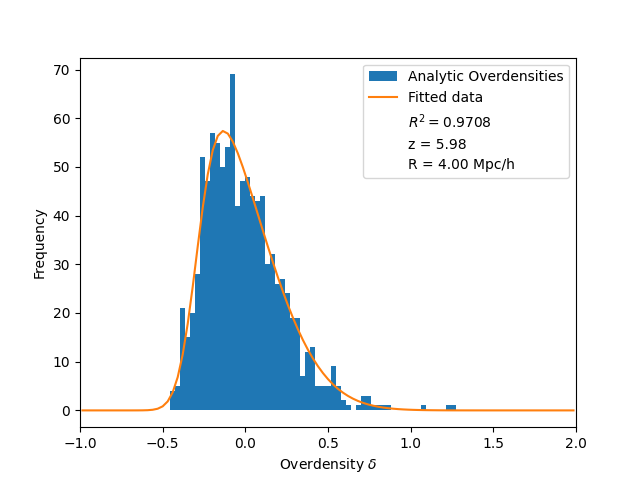 Analytic Overdensities
Fitted data
R² = 0.9708
z = 5.98
R = 4.00 Mpc/h
70
60
50
40
30
20
10
0
Frequency
−1.0 −0.5 0.0 0.5 1.0 1.5 2.0
Overdensity δ